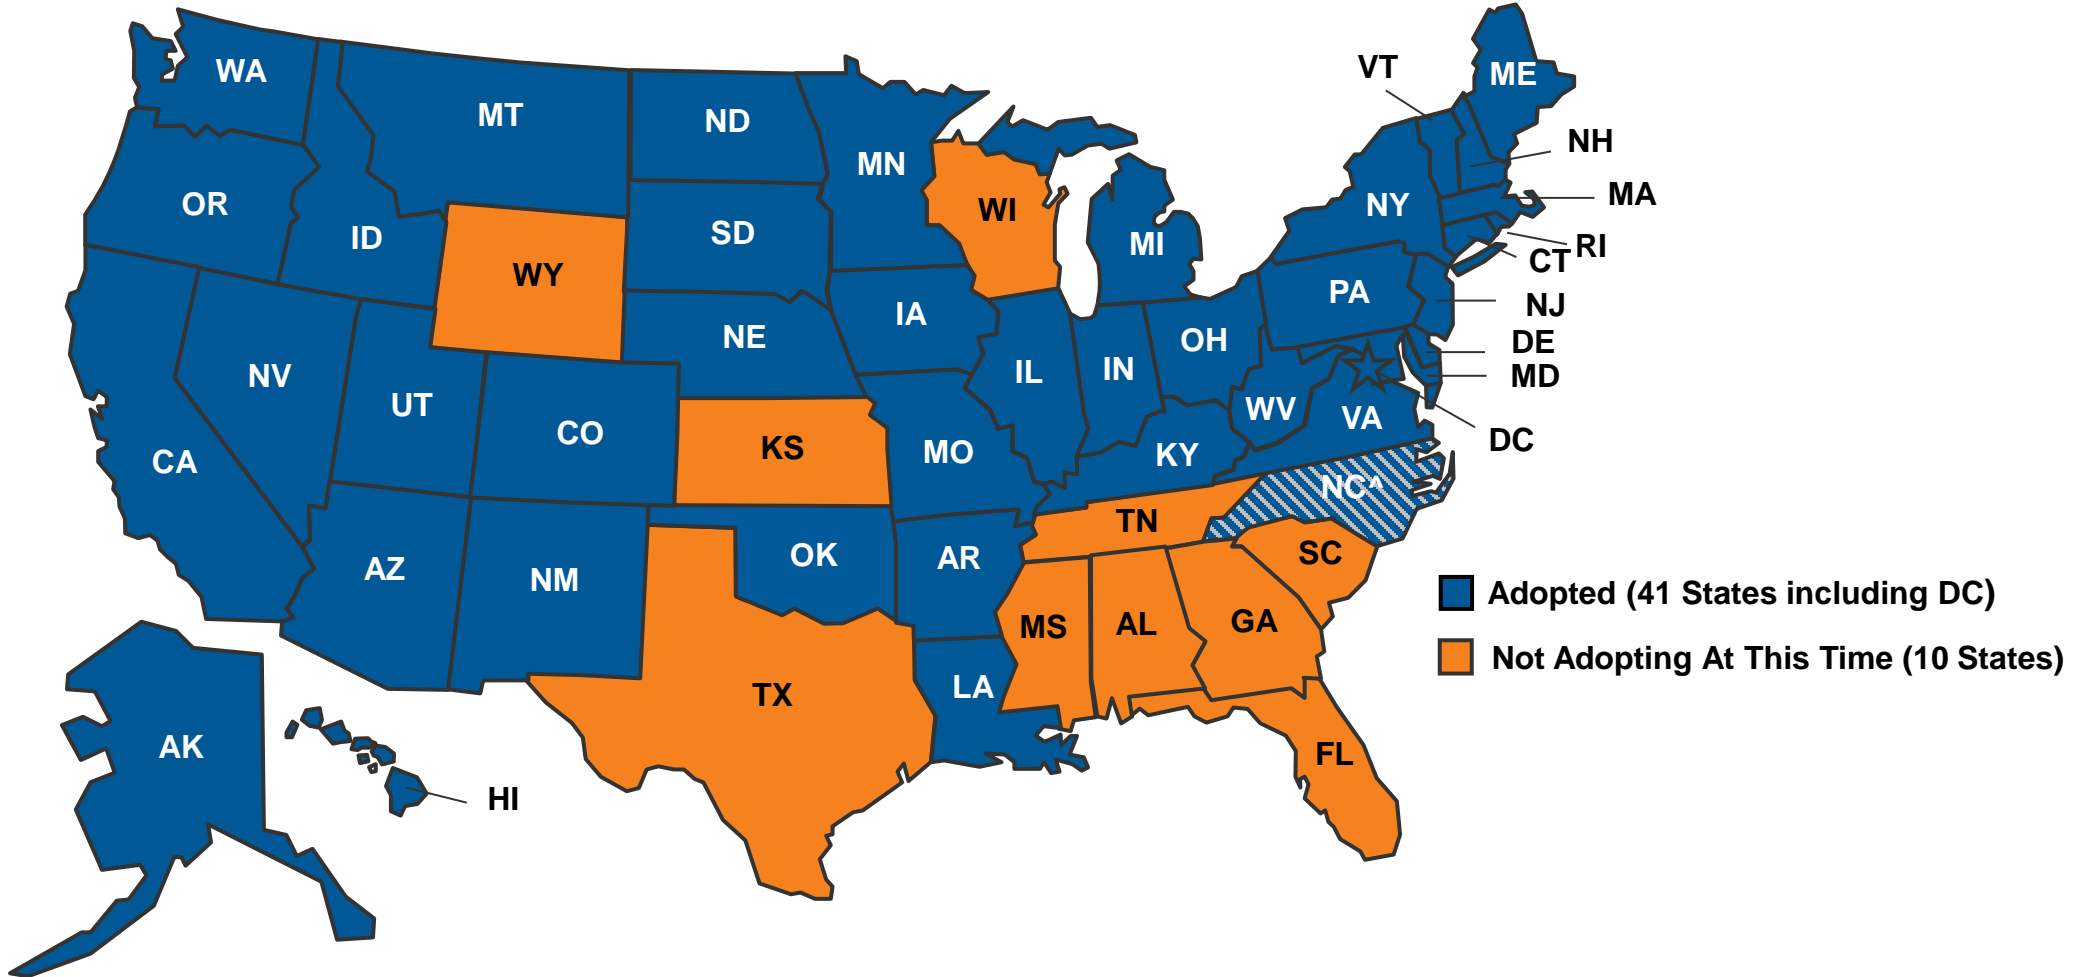 WA
MT
ND
MN
VT
ME
NH
OR
ID
WY
SD
WI
MI
NY
MA
RI
CT
PA
NJ
NV
UT
CO
NE
IA
IL
IN
OH
DE
MD
CA
KS
MO
KY
WV
VA
DC
NC^
AZ
NM
OK
AR
TN
SC
TX
LA
MS
AL
GA
FL
AK
HI
Adopted (41 States including DC)
Not Adopting At This Time (10 States)